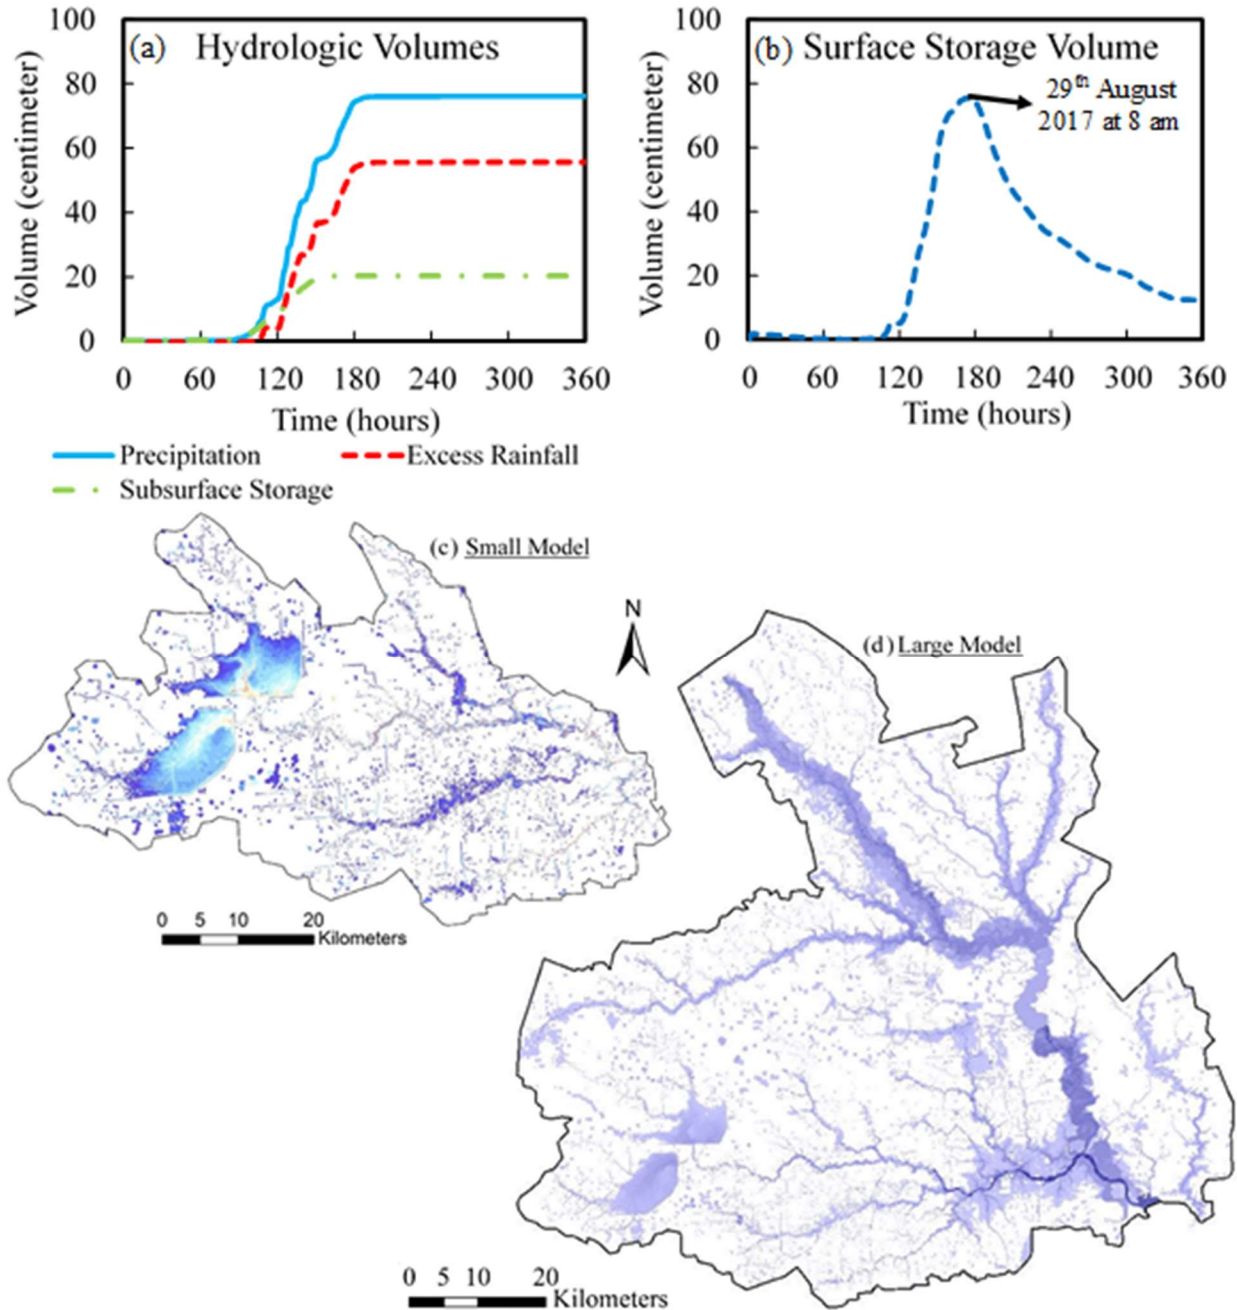 (a) Hydrologic Volumes
Volume (centimeter)
100
80
60
40
20
0
0 60 120 180 240 300 360
Time (hours)
Precipitation
Excess Rainfall
Subsurface Storage
(b) Surface Storage Volume
29th August
2017 at 8 am
Volume (centimeter)
100
80
60
40
20
0
0 60 120 180 240 300 360
Time (hours)
(c) Small Model
N
0 5 10 20
Kilometers
(d) Large Model
0 5 10 20
Kilometers